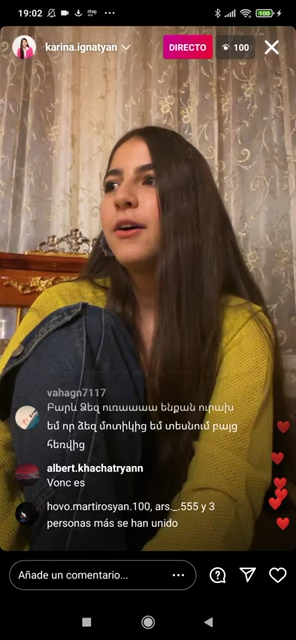 19:02
karina.ignatyan
DIRECTO
100
vahagn7117
Բարև Ձեզ ուռաաաա ենքան ուրախ
եմ որ ձեզ մոտիկից եմ տեսնում բայց
հեռվից
albert.khachatryann
Vonc es
hovo.martirosyan.100, ars._.555 y 3
personas más se han unido
Añade un comentario...